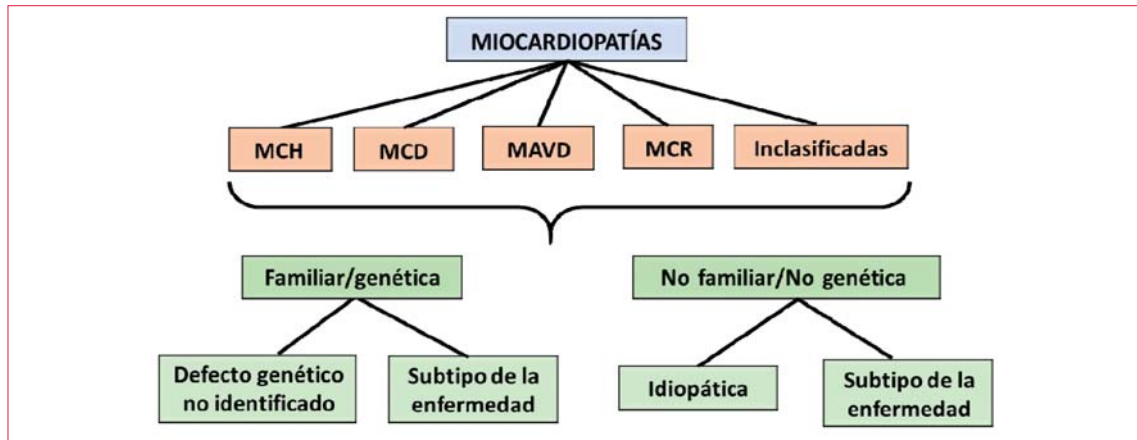 MIOCARDIOPATÍAS
MCH
MCD
MAVD
MCR
Inclasificadas
Familiar/genética
No familiar/No genética
Defecto genético
no identificado
Subtipo de la
enfermedad
Idiopática
Subtipo de la
enfermedad